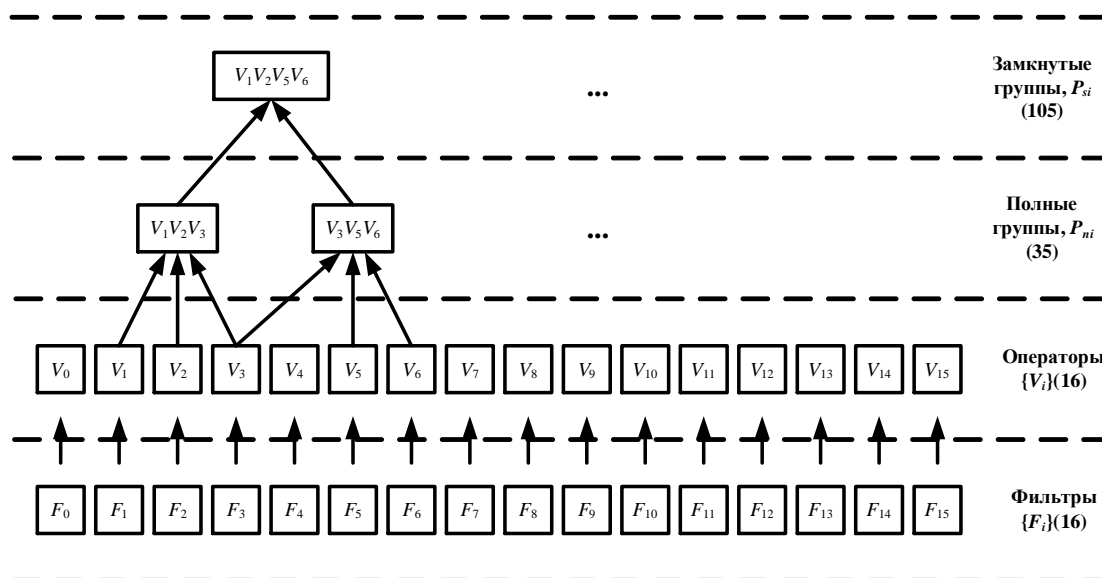 V1V2V5V6
...
Замкнутые
группы, Psi
(105)
V1V2V3
V3V5V6
...
Полные
группы, Pni
(35)
V0 V1 V2 V3 V4 V5 V6 V7 V8 V9 V10 V11 V12 V13 V14 V15
Операторы
{Vi}(16)
F0 F1 F2 F3 F4 F5 F6 F7 F8 F9 F10 F11 F12 F13 F14 F15
Фильтры
{Fi}(16)